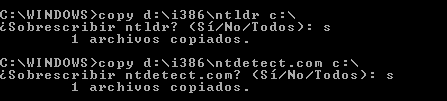 C:\WINDOWS>copy d:\i386\ntldr c:\
¿Sobrescribir ntldr? (Sí/No/Todos): s
        1 archivos copiados.
C:\WINDOWS>copy d:\i386\ntdetect.com c:\
¿Sobrescribir ntdetect.com? (Sí/No/Todos): s
        1 archivos copiados.